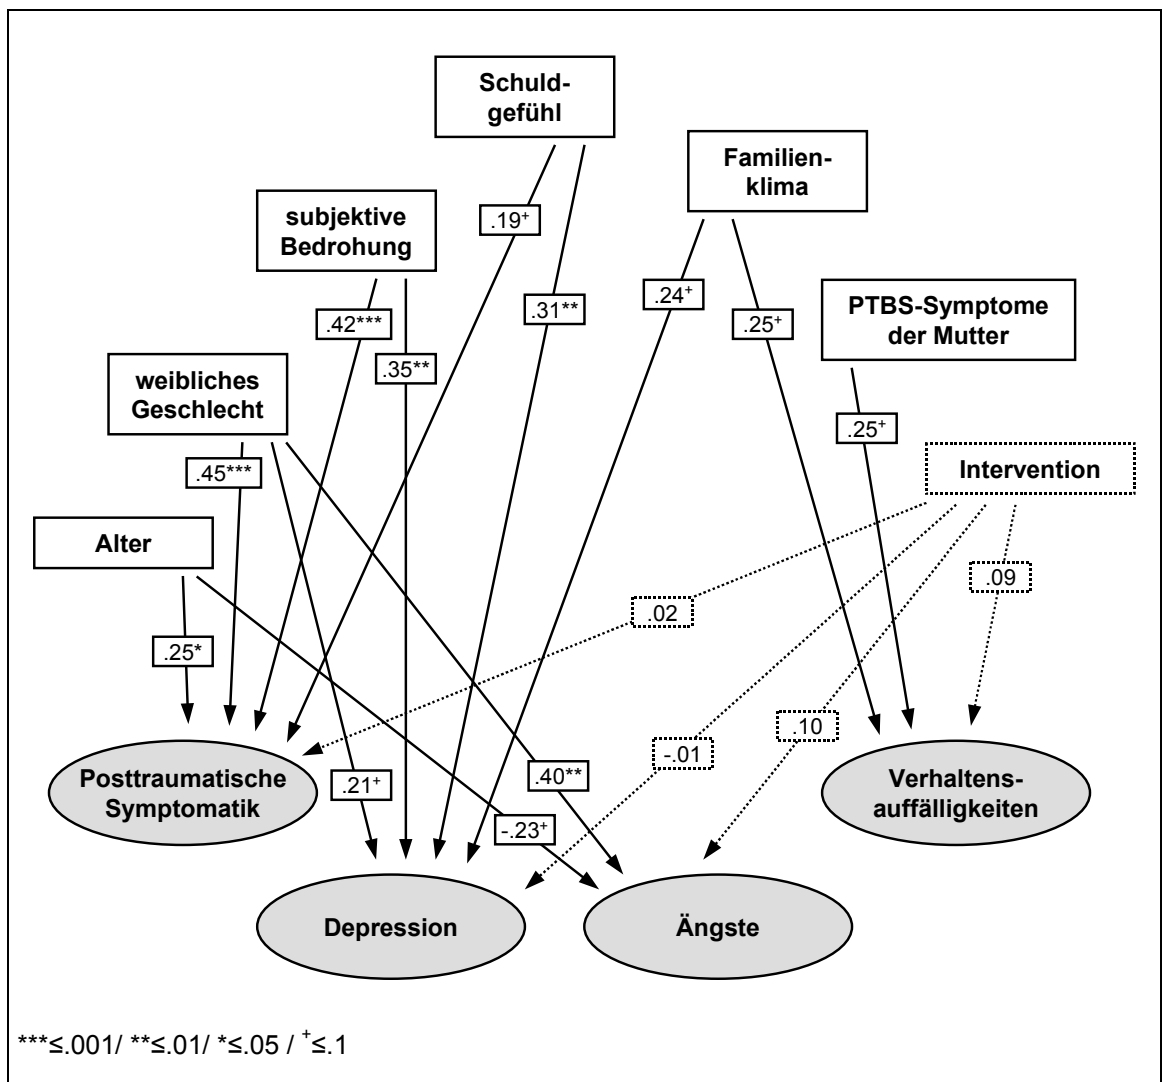 Schuld-
gefühl
Familien-
klima
.19+
subjektive
Bedrohung
.24+
.31**
PTBS-Symptome
der Mutter
.42***
.25+
.35**
weibliches
Geschlecht
.25+
.45***
Intervention
Alter
.09
.02
.25*
.10
-.01
Posttraumatische
Symptomatik
.21+
.40**
Verhaltens-
auffälligkeiten
-.23+
Depression
Ängste
***≤.001/ **≤.01/ *≤.05 / +≤.1